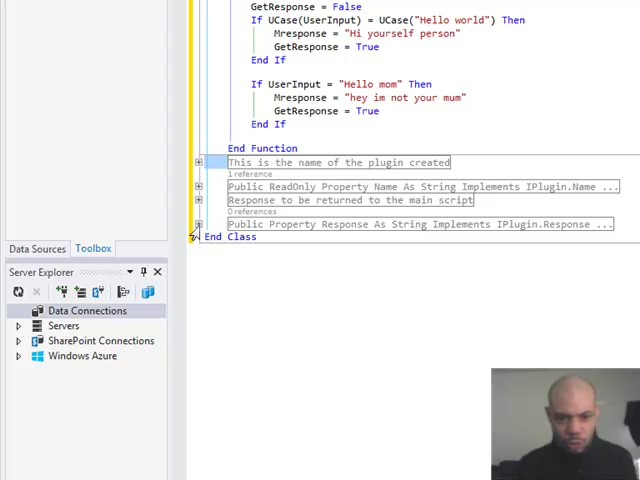 GetResponse = False
If UCase(UserInput) = UCase("Hello world") Then
Mresponse = "Hi yourself person"
GetResponse = True
End If
If UserInput = "Hello mom" Then
Mresponse = "hey im not your mum"
GetResponse = True
End If
End Function
This is the name of the plugin created
1 reference
Public ReadOnly Property Name As String Implements IPlugin.Name ...
Response to be returned to the main script
0 references
Public Property Response As String Implements IPlugin.Response ...
End Class
Data Sources Toolbox
Server Explorer
Data Connections
Servers
SharePoint Connections
Windows Azure